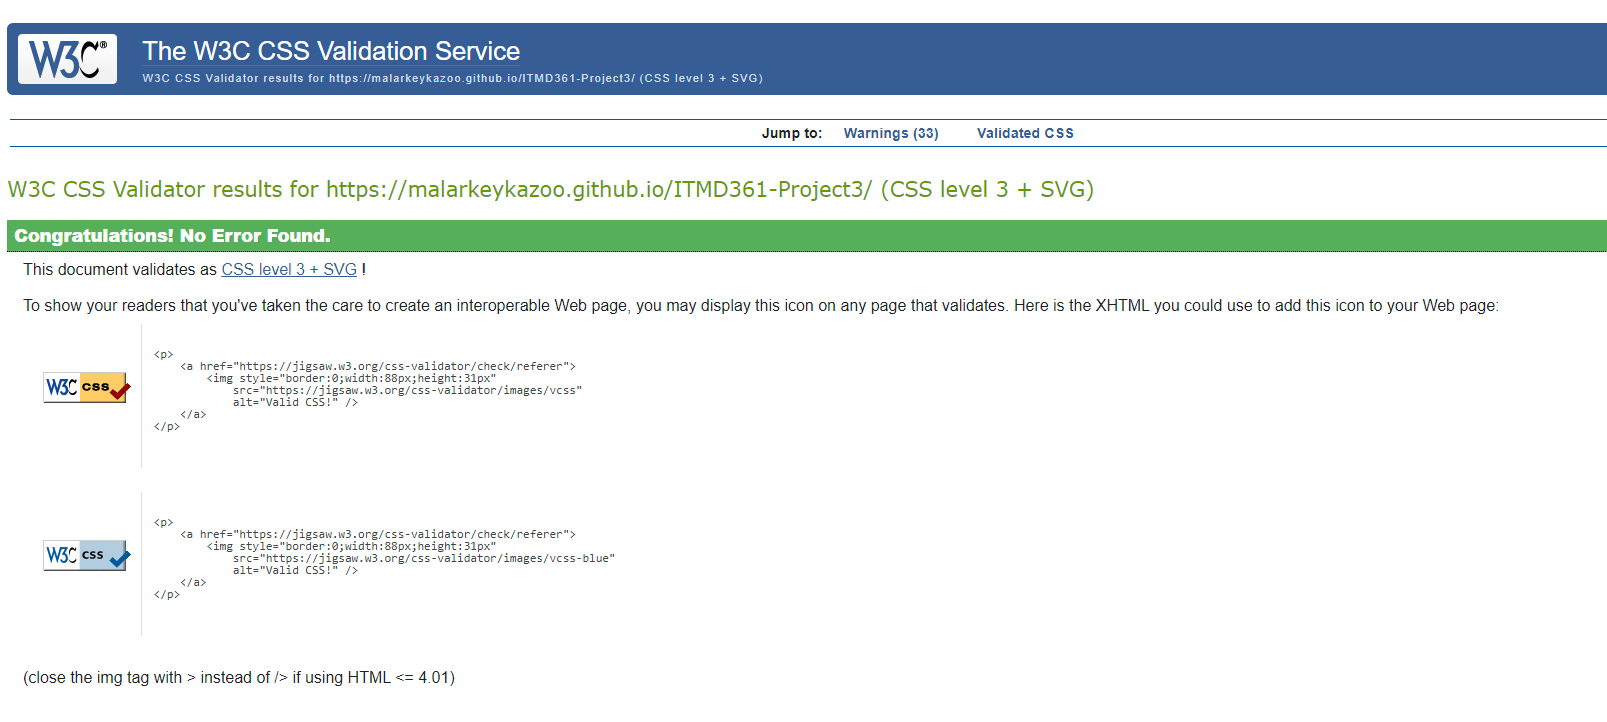 W3C®
The W3C CSS Validation Service
W3C CSS Validator results for https://malarkeykazoo.github.io/ITMD361-Project3/ (CSS level 3 + SVG)
Jump to: Warnings (33) Validated CSS
W3C CSS Validator results for https://malarkeykazoo.github.io/ITMD361-Project3/ (CSS level 3 + SVG)
Congratulations! No Error Found.
This document validates as CSS level 3 + SVG !
To show your readers that you've taken the care to create an interoperable Web page, you may display this icon on any page that validates. Here is the XHTML you could use to add this icon to your Web page:
W3C css
<p>
<a href="https://jigsaw.w3.org/css-validator/check/referer">
<img style="border:0;width:88px;height:31px"
src="https://jigsaw.w3.org/css-validator/images/vcss"
alt="Valid CSS!" />
</a>
</p>
W3C css
<p>
<a href="https://jigsaw.w3.org/css-validator/check/referer">
<img style="border:0;width:88px;height:31px"
src="https://jigsaw.w3.org/css-validator/images/vcss-blue"
alt="Valid CSS!" />
</a>
</p>
(close the img tag with > instead of /> if using HTML <= 4.01)